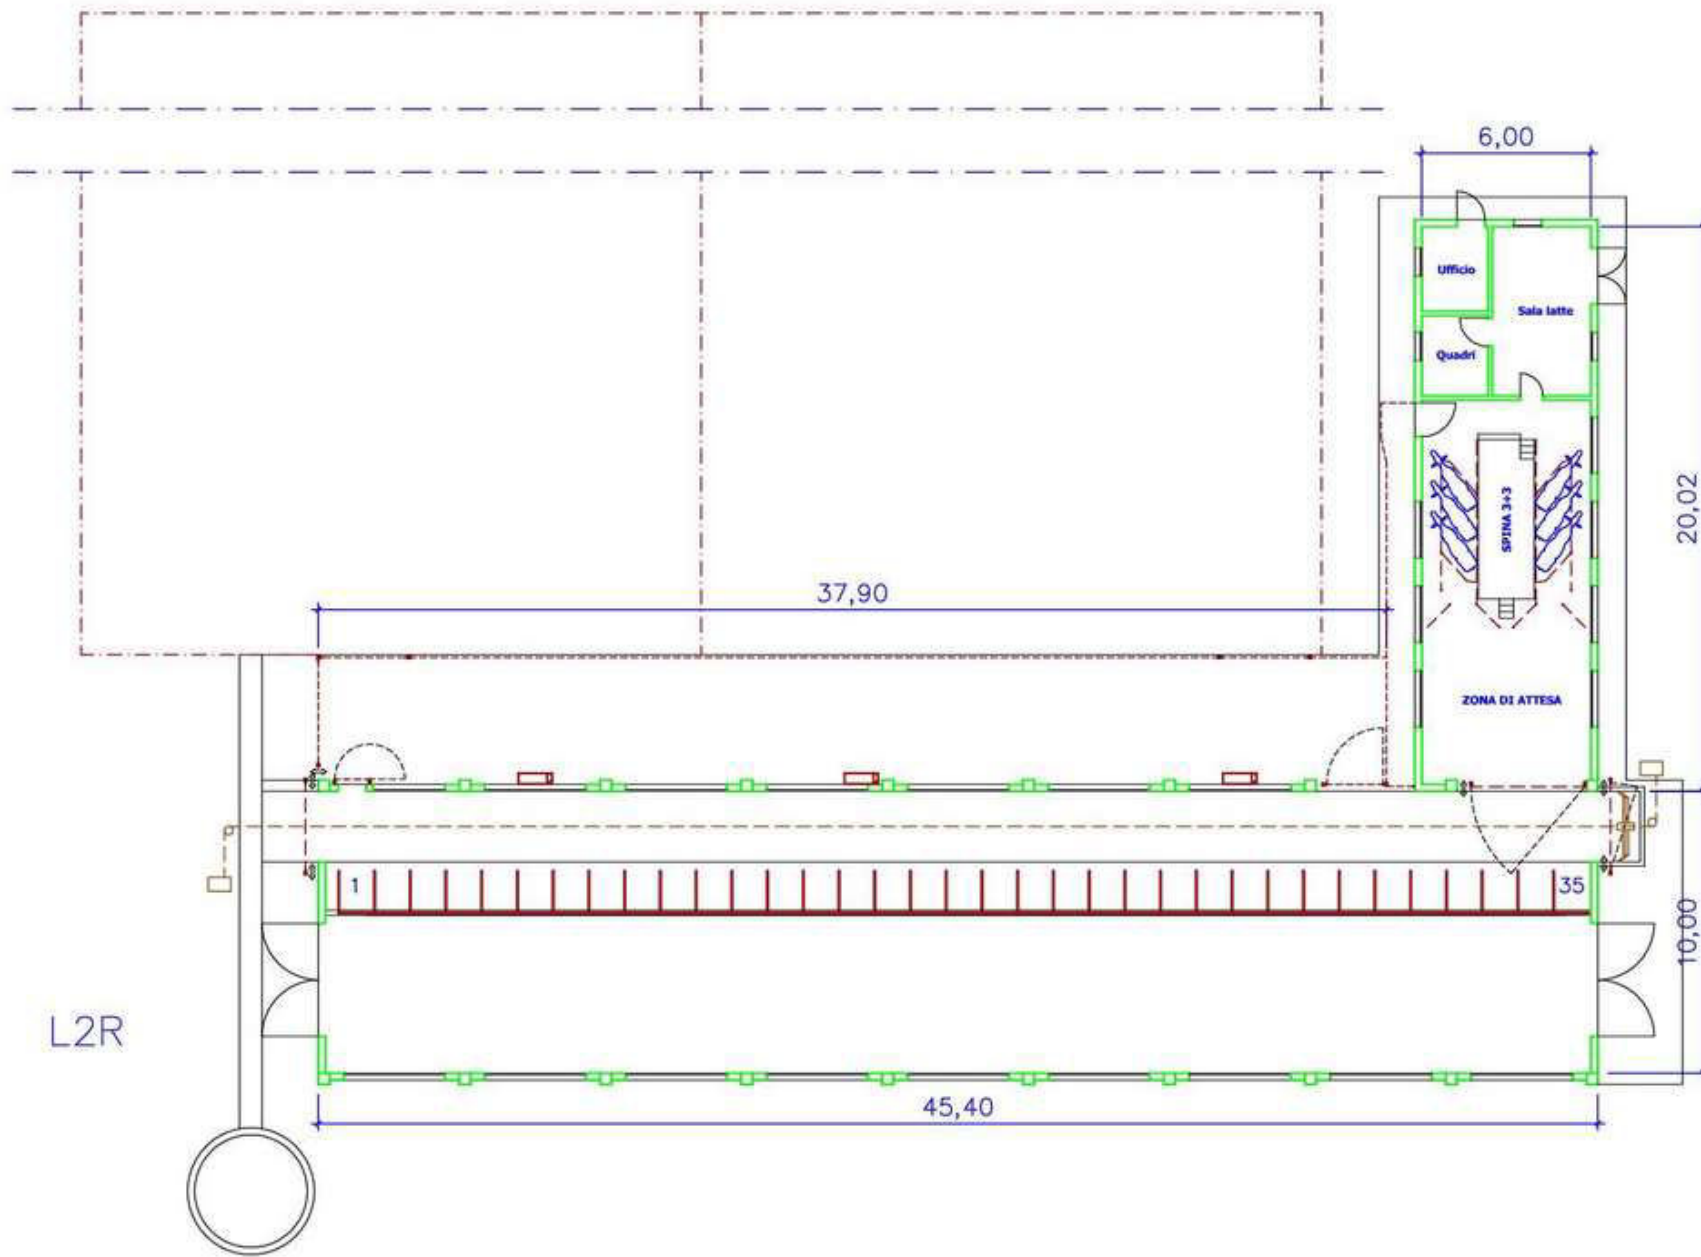 6,00
Ufficio
Sala latte
Quadri
SPINA 3+3
20,02
37,90
ZONA DI ATTESA
1
35
10,00
L2R
45,40